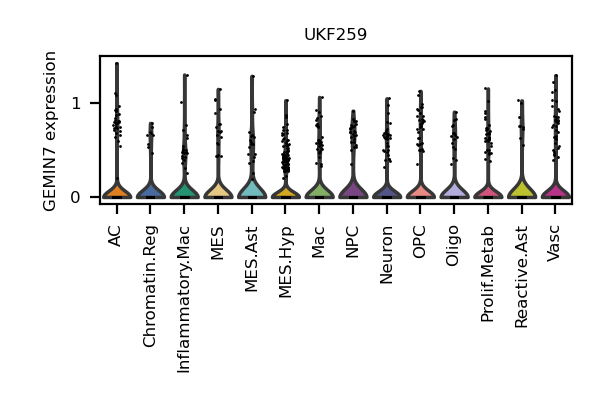 UKF259
GEMIN7 expression
1
0
AC
Chromatin.Reg
Inflammatory.Mac
MES
MES.Ast
MES.Hyp
Mac
NPC
Neuron
OPC
Oligo
Prolif.Metab
Reactive.Ast
Vasc